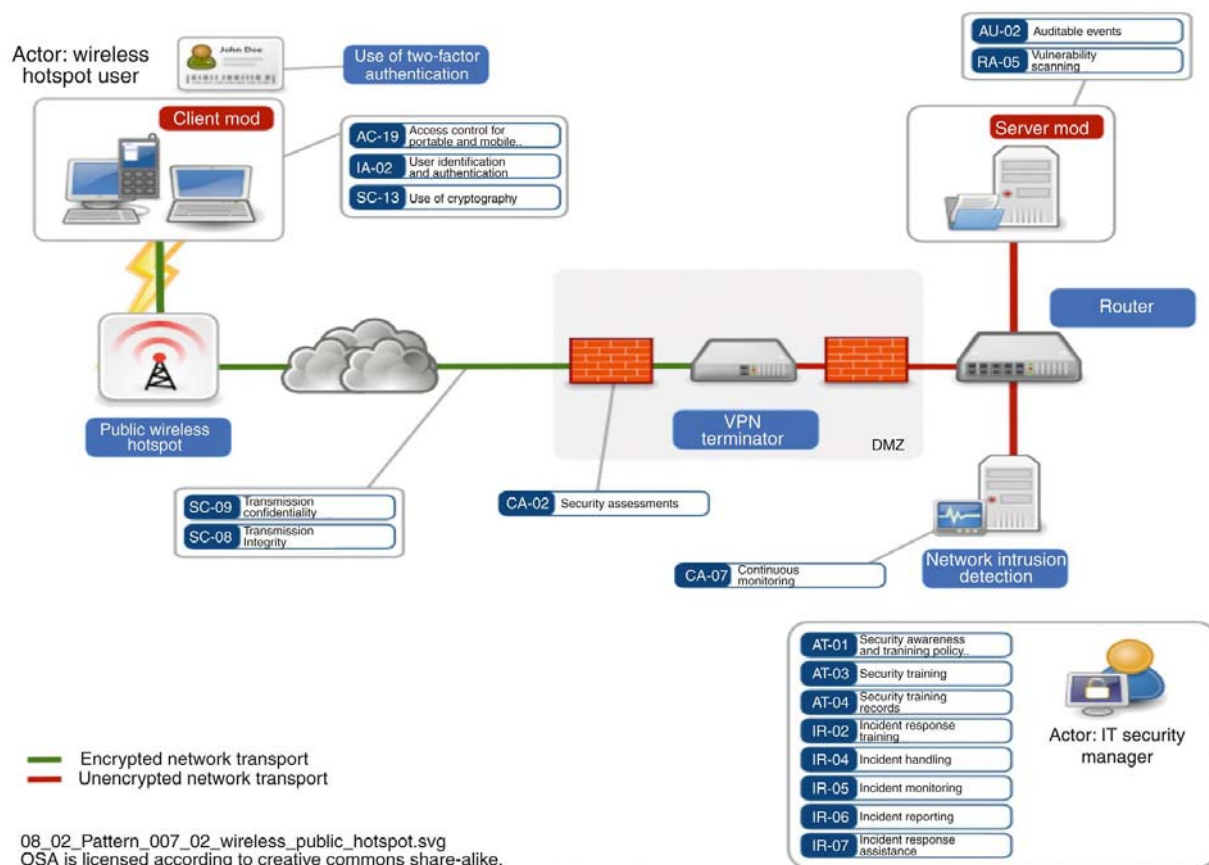 Actor: wireless
hotspot user
John Doe
Use of two-factor
authentication
Client mod
AC-19 Access control for
portable and mobile..
IA-02 User identification
and authentication
SC-13 Use of cryptography
AU-02 Auditable events
RA-05 Vulnerability
scanning
Server mod
Router
Public wireless
hotspot
VPN
terminator
DMZ
SC-09 Transmission
confidentiality
SC-08 Transmission
Integrity
CA-02 Security assessments
CA-07 Continuous
monitoring
Network intrusion
detection
AT-01 Security awareness
and tranining policy..
AT-03 Security training
AT-04 Security training
records
IR-02 Incident response
training
IR-04 Incident handling
IR-05 Incident monitoring
IR-06 Incident reporting
IR-07 Incident response
assistance
Actor: IT security
manager
Encrypted network transport
Unencrypted network transport
08_02_Pattern_007_02_wireless_public_hotspot.svg
OSA is licensed according to creative commons share-alike.